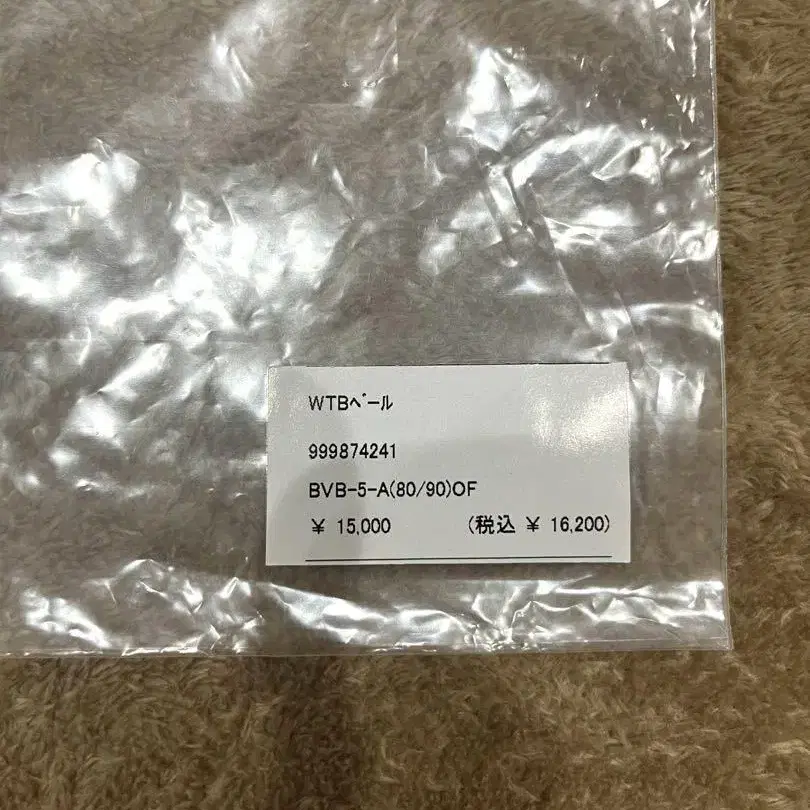 WTBﾍﾞｰﾙ
999874241
BVB-5-A(80/90)OF
¥ 15,000 (税込 ¥ 16,200)